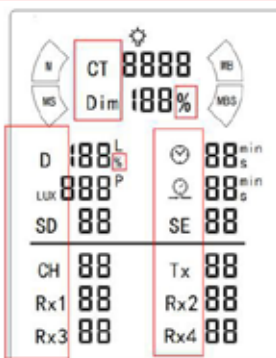 N CT 8888 MB
MS Dim 188% MBS
D 188 L % 88 min s
LUX 888 P 88 min s
SD 88 SE 88
CH 88 Tx 88
Rx1 88 Rx2 88
Rx3 88 Rx4 88